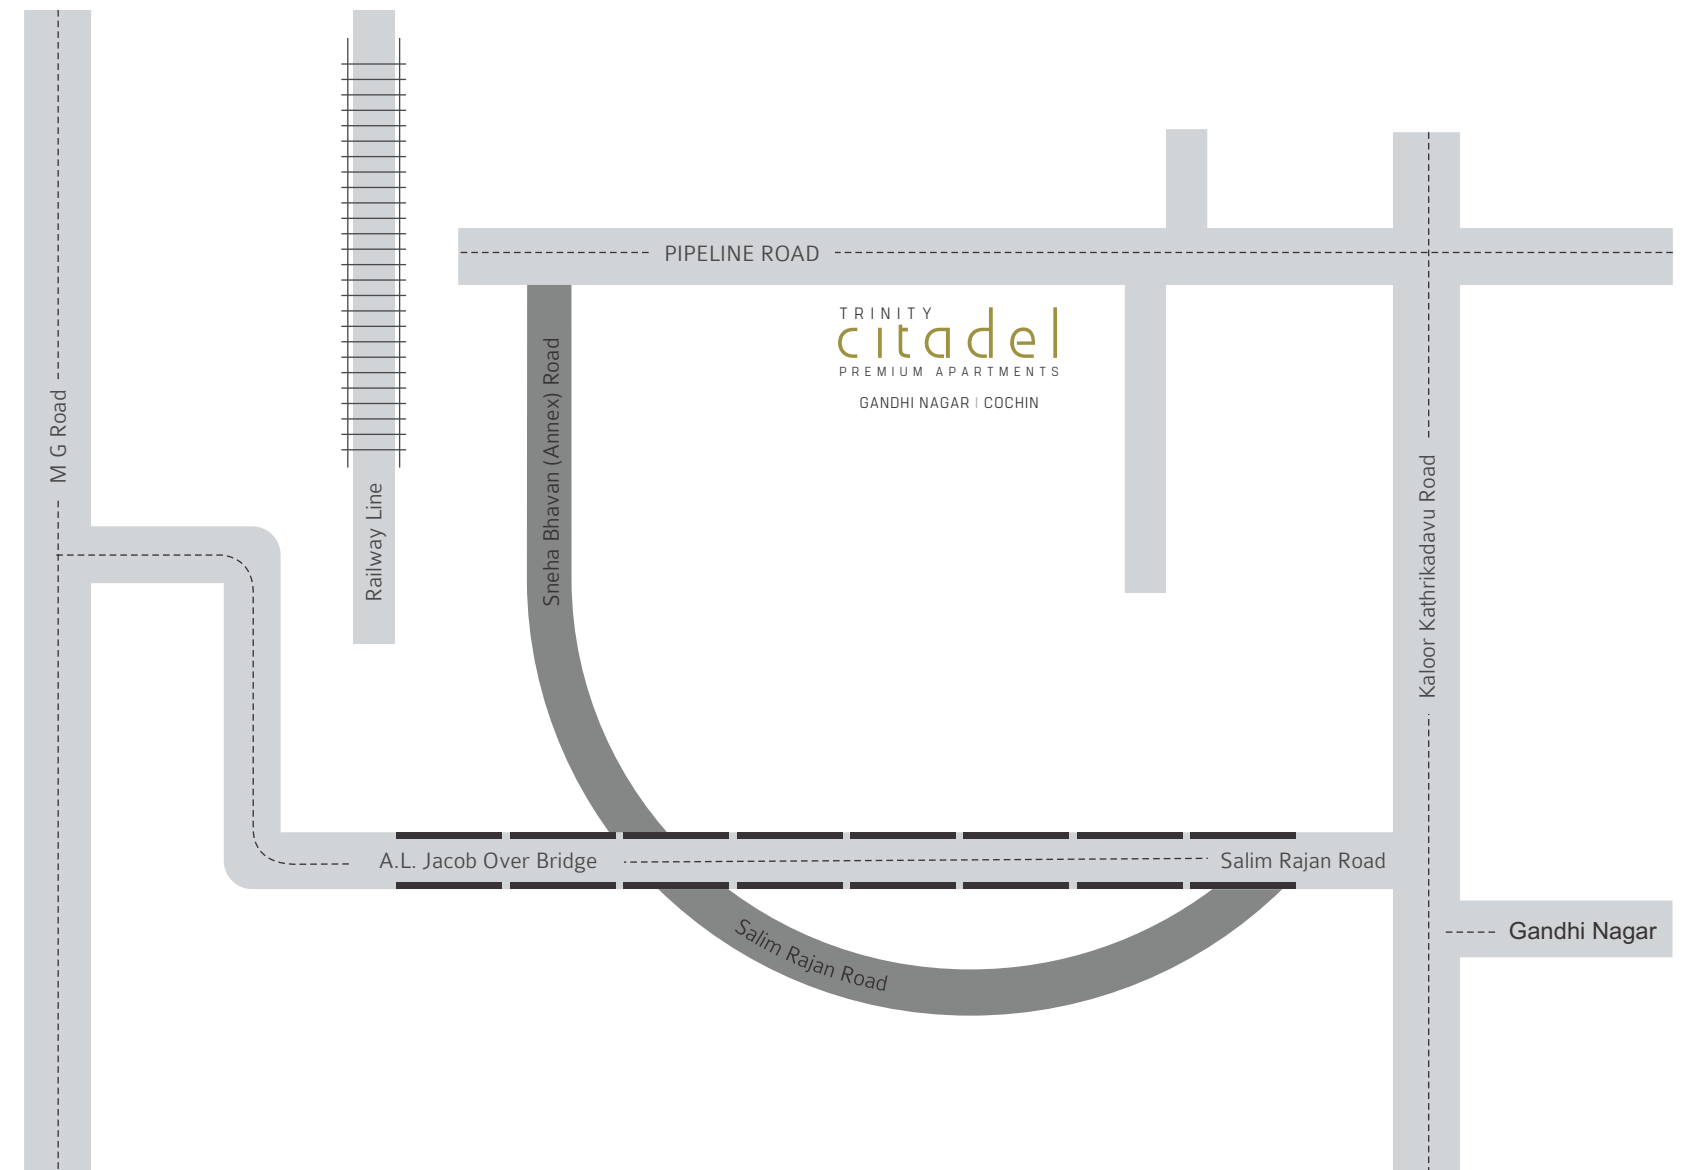 PIPELINE ROAD
TRINITY
citadel
PREMIUM APARTMENTS
GANDHI NAGAR | COCHIN
M G Road
Railway Line
Sneha Bhavan (Annex) Road
Kaloor Kathrikadavu Road
A.L. Jacob Over Bridge
Salim Rajan Road
Salim Rajan Road
Gandhi Nagar